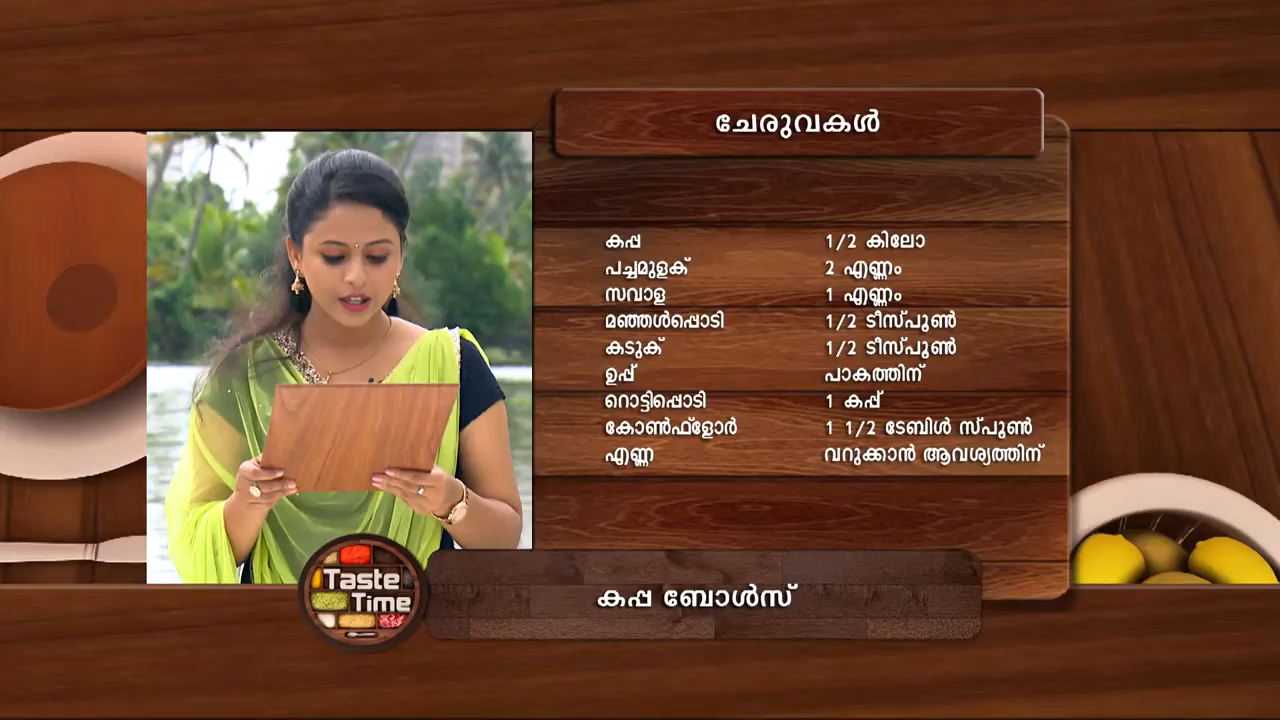 ചേരുവകൾ
കപ്പ 1/2 കിലോ
പച്ചമുളക് 2 എണ്ണം
സവാള 1 എണ്ണം
മഞ്ഞൾപ്പൊടി 1/2 ടീസ്പൂൺ
കടുക് 1/2 ടീസ്പൂൺ
ഉപ്പ് പാകത്തിന്
റൊട്ടിപ്പൊടി 1 കപ്പ്
കോൺഫ്ളോർ 1 1/2 ടേബിൾ സ്പൂൺ
എണ്ണ വറുക്കാൻ ആവശ്യത്തിന്
Taste
Time
കപ്പ ബോൾസ്